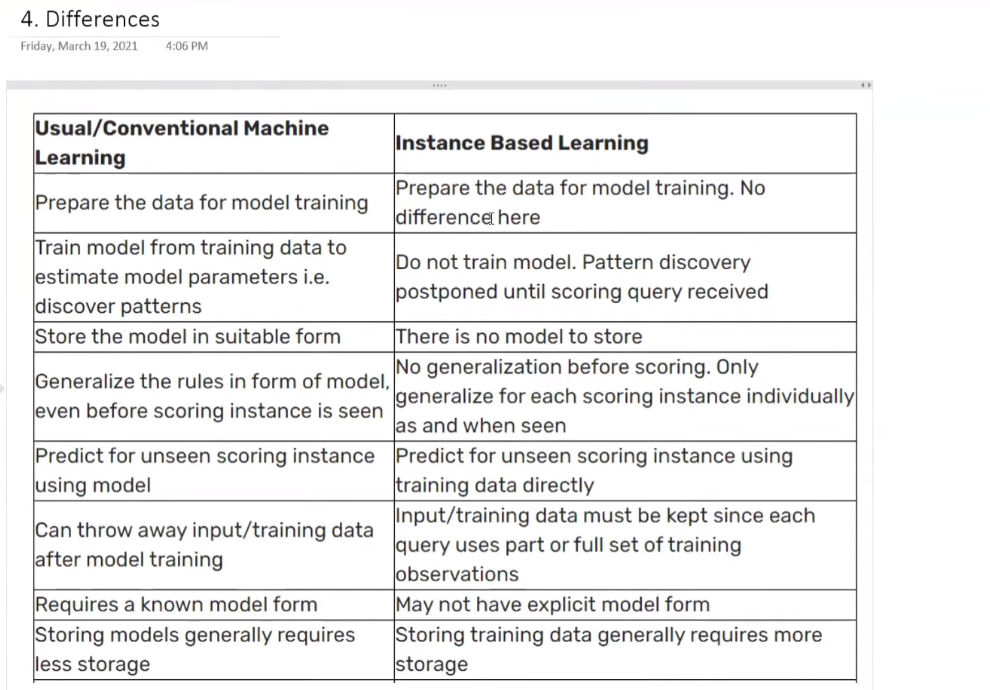 4. Differences
Friday, March 19, 2021 4:06 PM
Usual/Conventional Machine
Learning
Instance Based Learning
Prepare the data for model training
Prepare the data for model training. No
difference here
Train model from training data to
estimate model parameters i.e.
discover patterns
Do not train model. Pattern discovery
postponed until scoring query received
Store the model in suitable form
There is no model to store
Generalize the rules in form of model,
even before scoring instance is seen
No generalization before scoring. Only
generalize for each scoring instance individually
as and when seen
Predict for unseen scoring instance
using model
Predict for unseen scoring instance using
training data directly
Can throw away input/training data
after model training
Input/training data must be kept since each
query uses part or full set of training
observations
Requires a known model form
May not have explicit model form
Storing models generally requires
less storage
Storing training data generally requires more
storage